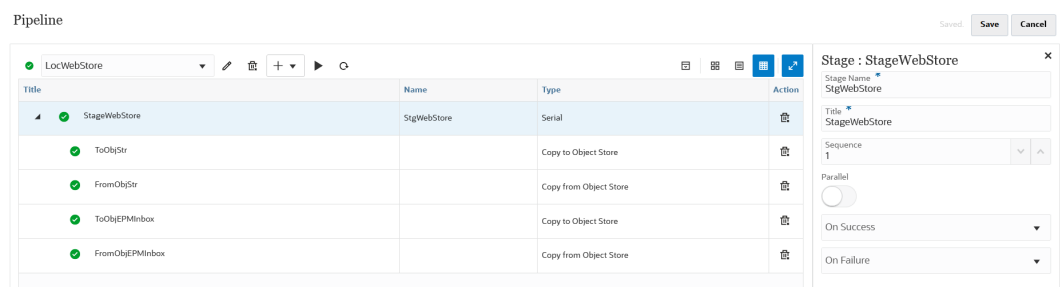 Pipeline
Saved. Save Cancel
LocWebStore
Title Name Type Action
StageWebStore StgWebStore Serial
ToObjStr Copy to Object Store
FromObjStr Copy from Object Store
ToObjEPMInbox Copy to Object Store
FromObjEPMInbox Copy from Object Store
Stage : StageWebStore
Stage Name *
StgWebStore
Title *
StageWebStore
Sequence
1
Parallel
On Success
On Failure